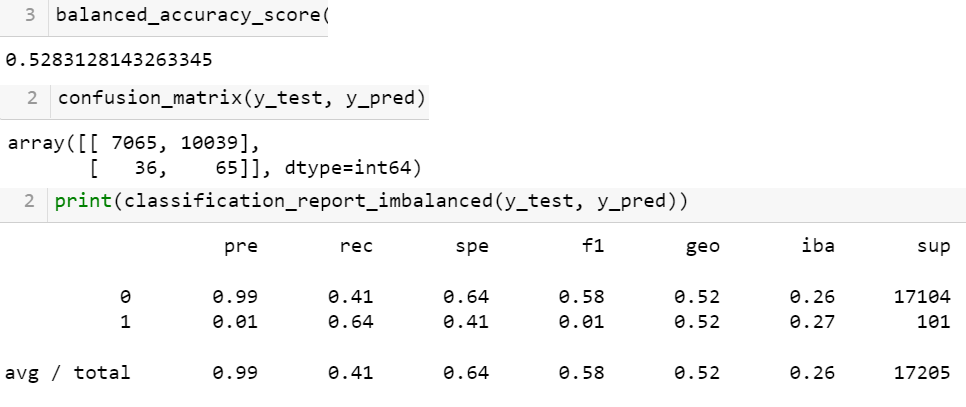 3 balanced_accuracy_score(
0.5283128143263345
2 confusion_matrix(y_test, y_pred)
array([[ 7065, 10039],
[ 36, 65]], dtype=int64)
2 print(classification_report_imbalanced(y_test, y_pred))
pre rec spe f1 geo iba sup
0 0.99 0.41 0.64 0.58 0.52 0.26 17104
1 0.01 0.64 0.41 0.01 0.52 0.27 101
avg / total 0.99 0.41 0.64 0.58 0.52 0.26 17205